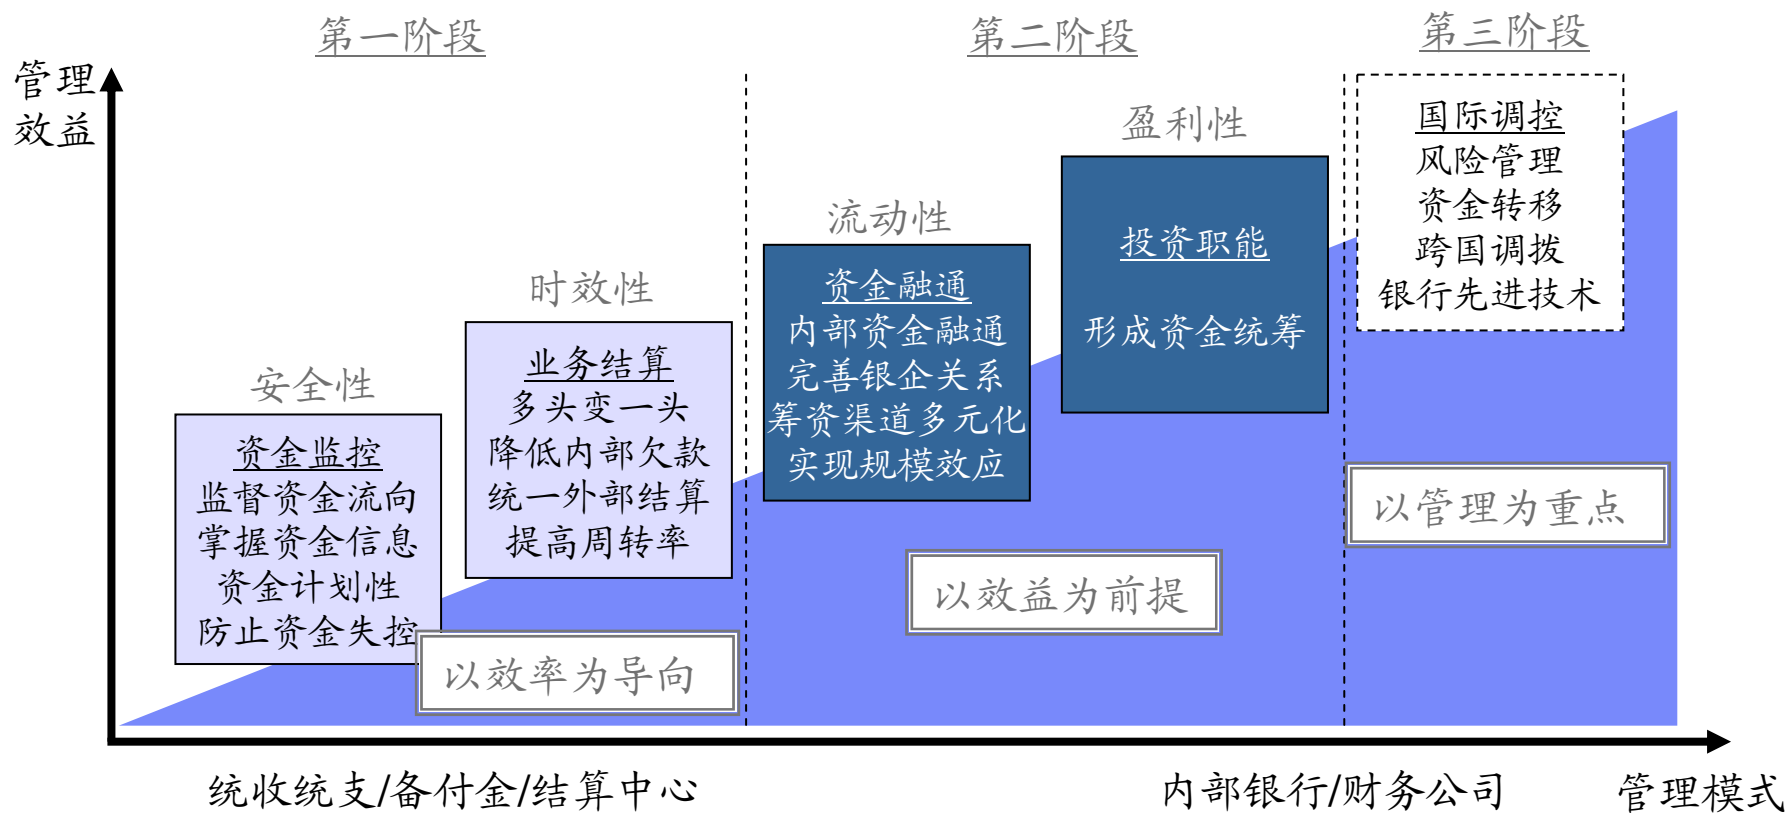 第一阶段
第二阶段
第三阶段
管理
效益
安全性
资金监控
监督资金流向
掌握资金信息
资金计划性
防止资金失控
时效性
业务结算
多头变一头
降低内部欠款
统一外部结算
提高周转率
以效率为导向
流动性
资金融通
内部资金融通
完善银企关系
筹资渠道多元化
实现规模效应
盈利性
投资职能
形成资金统筹
以效益为前提
国际调控
风险管理
资金转移
跨国调拨
银行先进技术
以管理为重点
统收统支/备付金/结算中心
内部银行/财务公司
管理模式